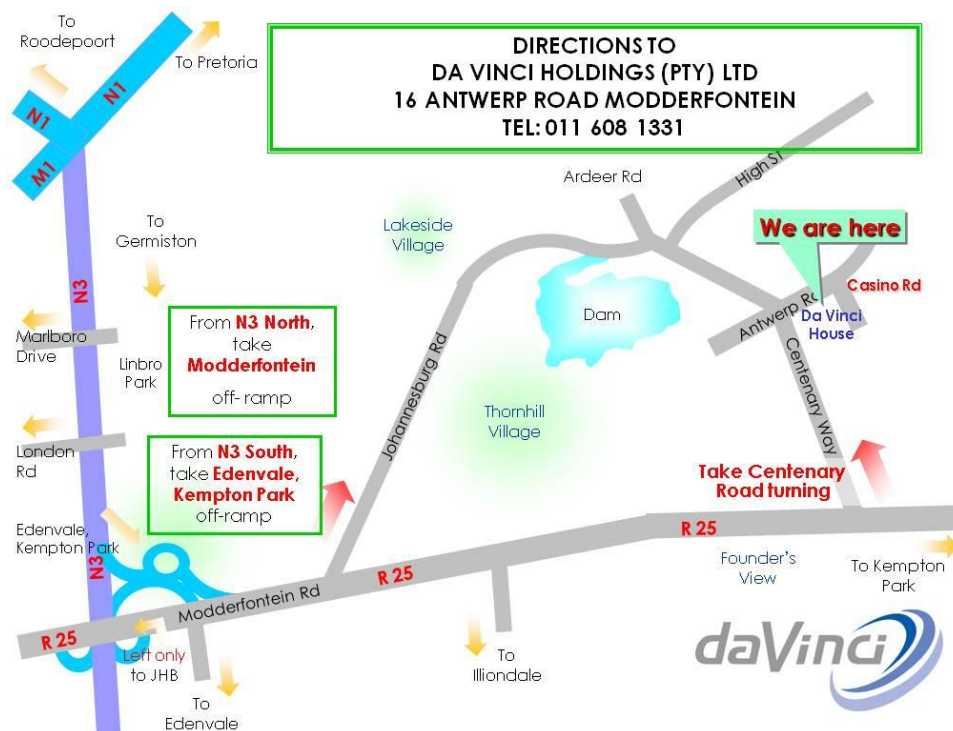 To
Roodepoort
To Pretoria
N1
N1
M1
DIRECTIONS TO
DA VINCI HOLDINGS (PTY) LTD
16 ANTWERP ROAD MODDERFONTEIN
TEL: 011 608 1331
Ardeer Rd
High St
Lakeside
Village
To
Germiston
We are here
N3
Casino Rd
Antwerp Rd
Da Vinci
House
Dam
Marlboro
Drive
Linbro
Park
From N3 North,
take
Modderfontein
off- ramp
Johannesburg Rd
Centenary Way
Thornhill
Village
London
Rd
From N3 South,
take Edenvale,
Kempton Park
off-ramp
Take Centenary
Road turning
Edenvale,
Kempton Park
N3
R 25
R 25
Founder's
View
To Kempton
Park
Modderfontein Rd
R 25
Left only
to JHB
To
Edenvale
To
Illiondale
daVinci